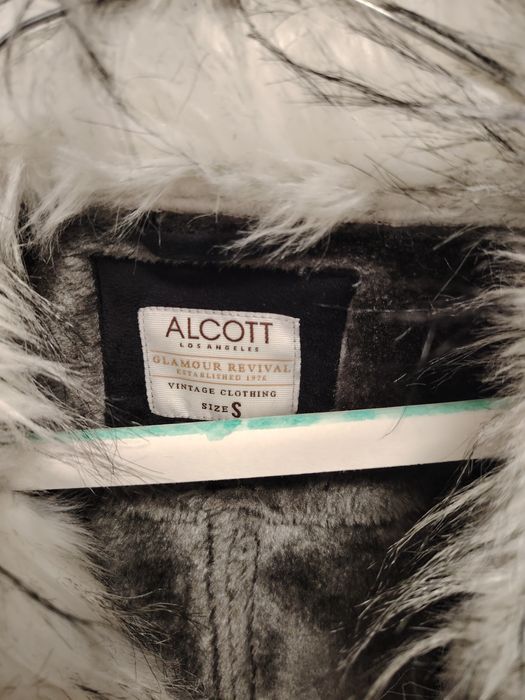 ALCOTT
LOS ANGELES
GLAMOUR REVIVAL
ESTABLISHED 1976
VINTAGE CLOTHING
SIZE S